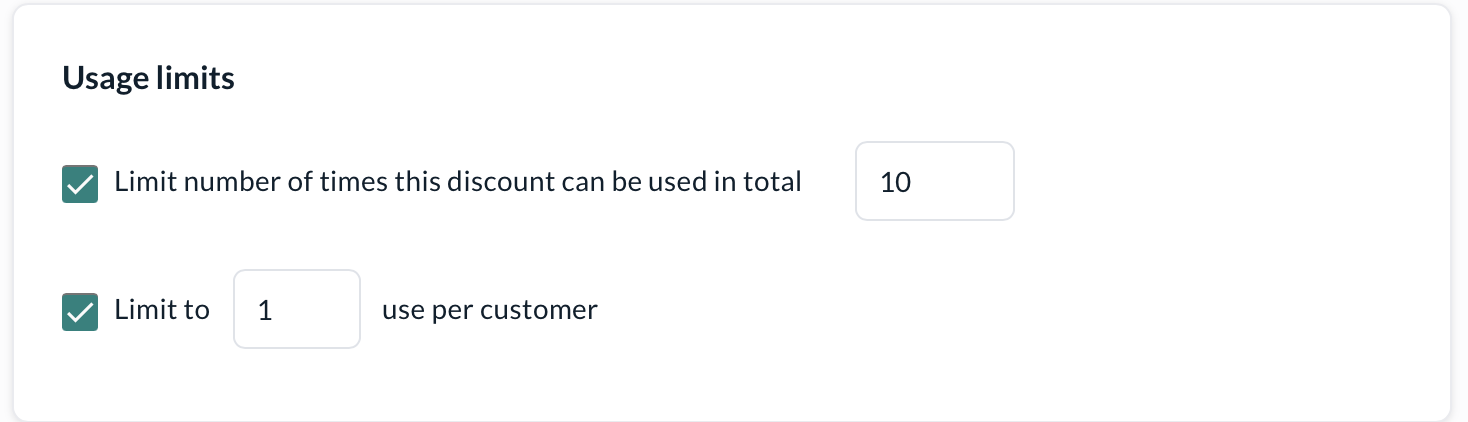 Usage limits
Limit number of times this discount can be used in total 10
Limit to 1 use per customer